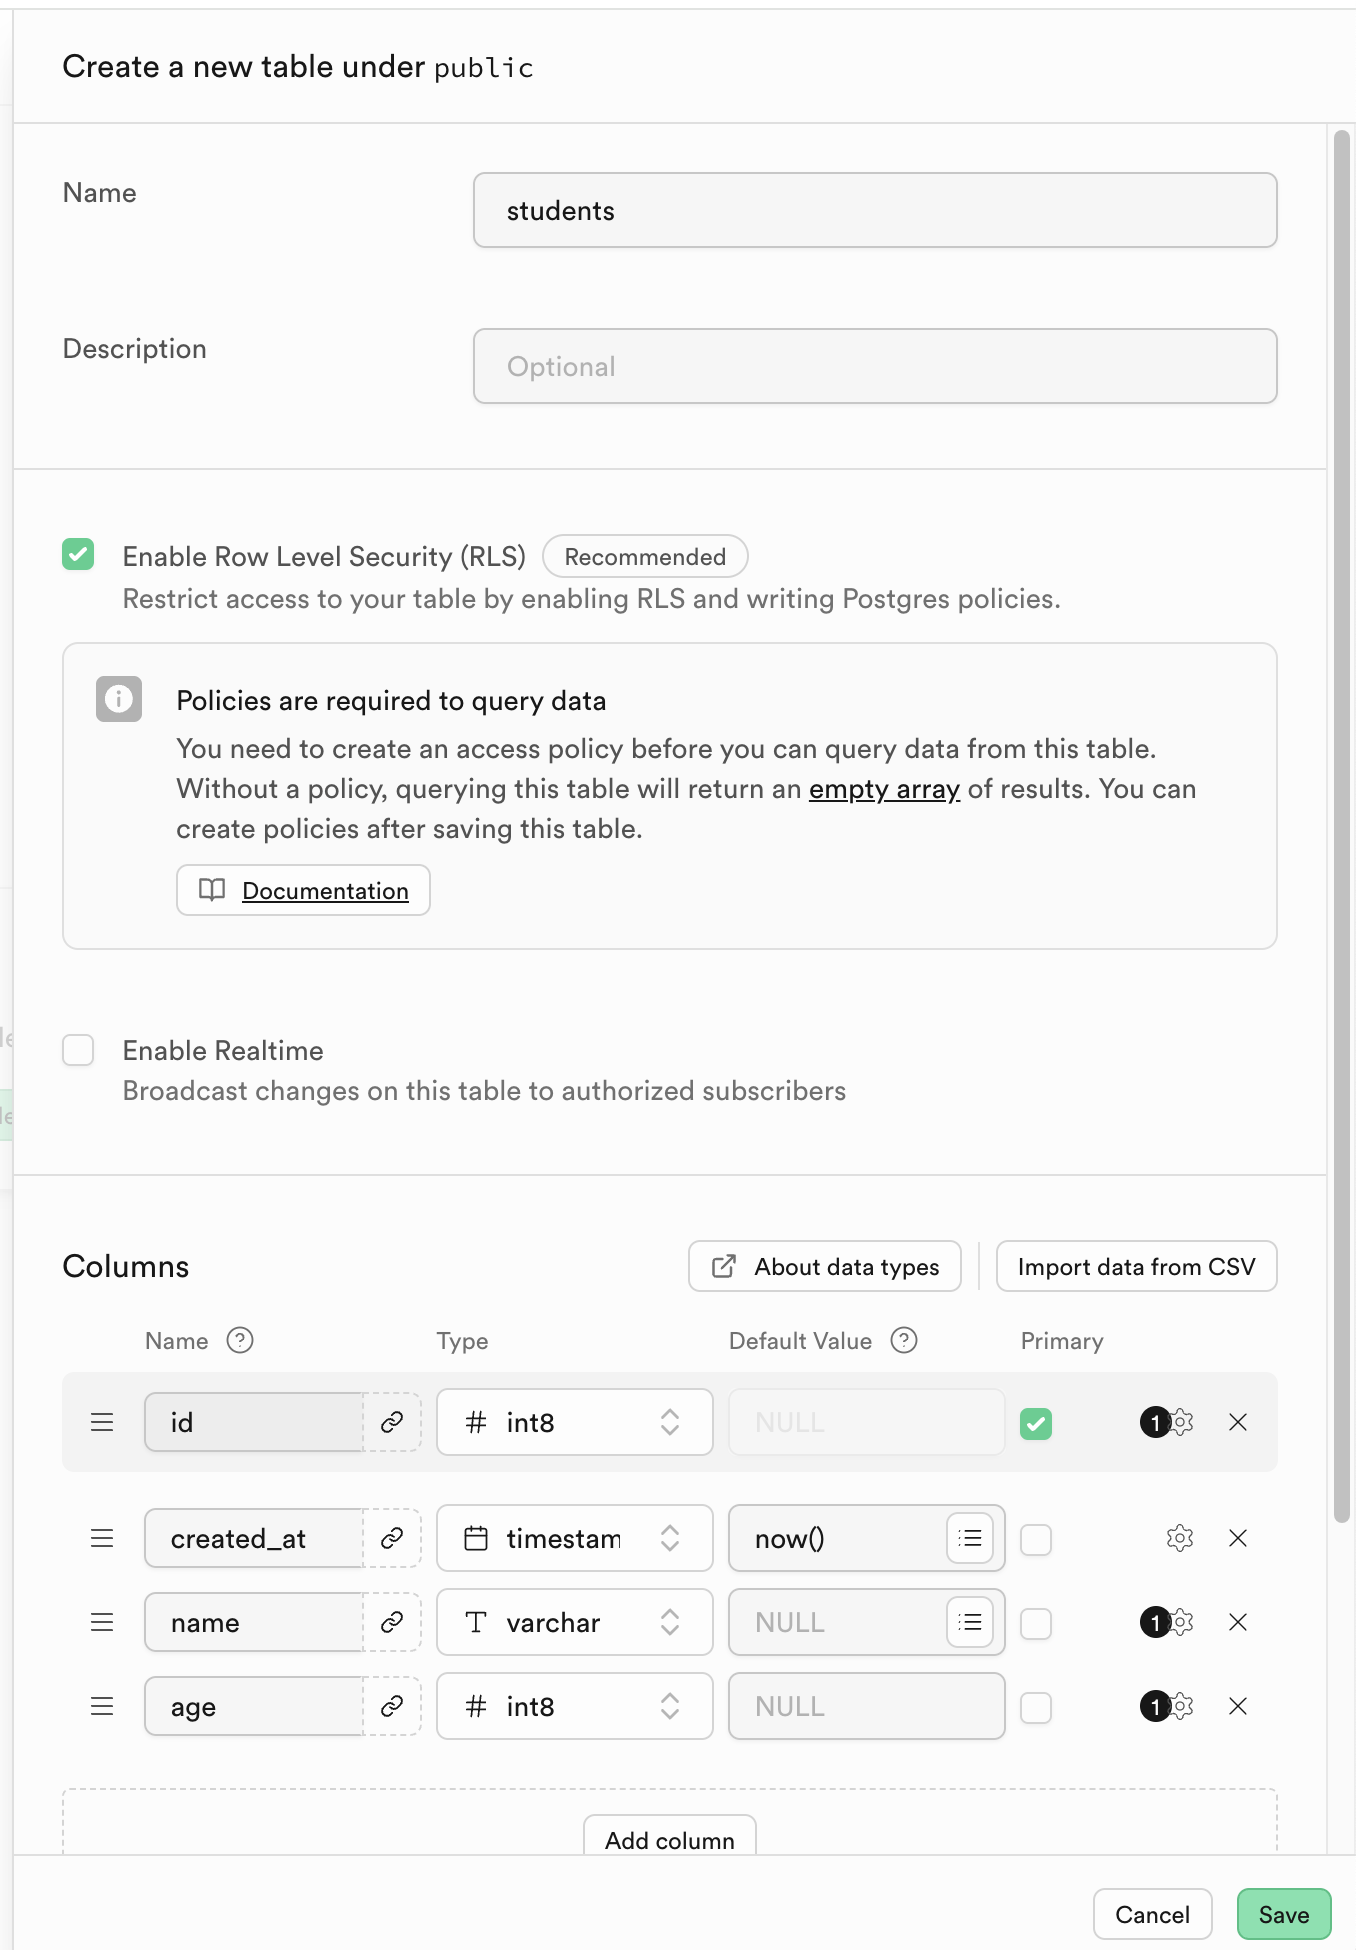 Create a new table under public
Name
students
Description
Optional
Enable Row Level Security (RLS) Recommended
Restrict access to your table by enabling RLS and writing Postgres policies.
Policies are required to query data
You need to create an access policy before you can query data from this table.
Without a policy, querying this table will return an empty array of results. You can
create policies after saving this table.
Documentation
Enable Realtime
Broadcast changes on this table to authorized subscribers
Columns About data types Import data from CSV
Name Type Default Value Primary
id int8 NULL 1
created_at timestam now()
name varchar NULL 1
age int8 NULL 1
Add column
Cancel Save